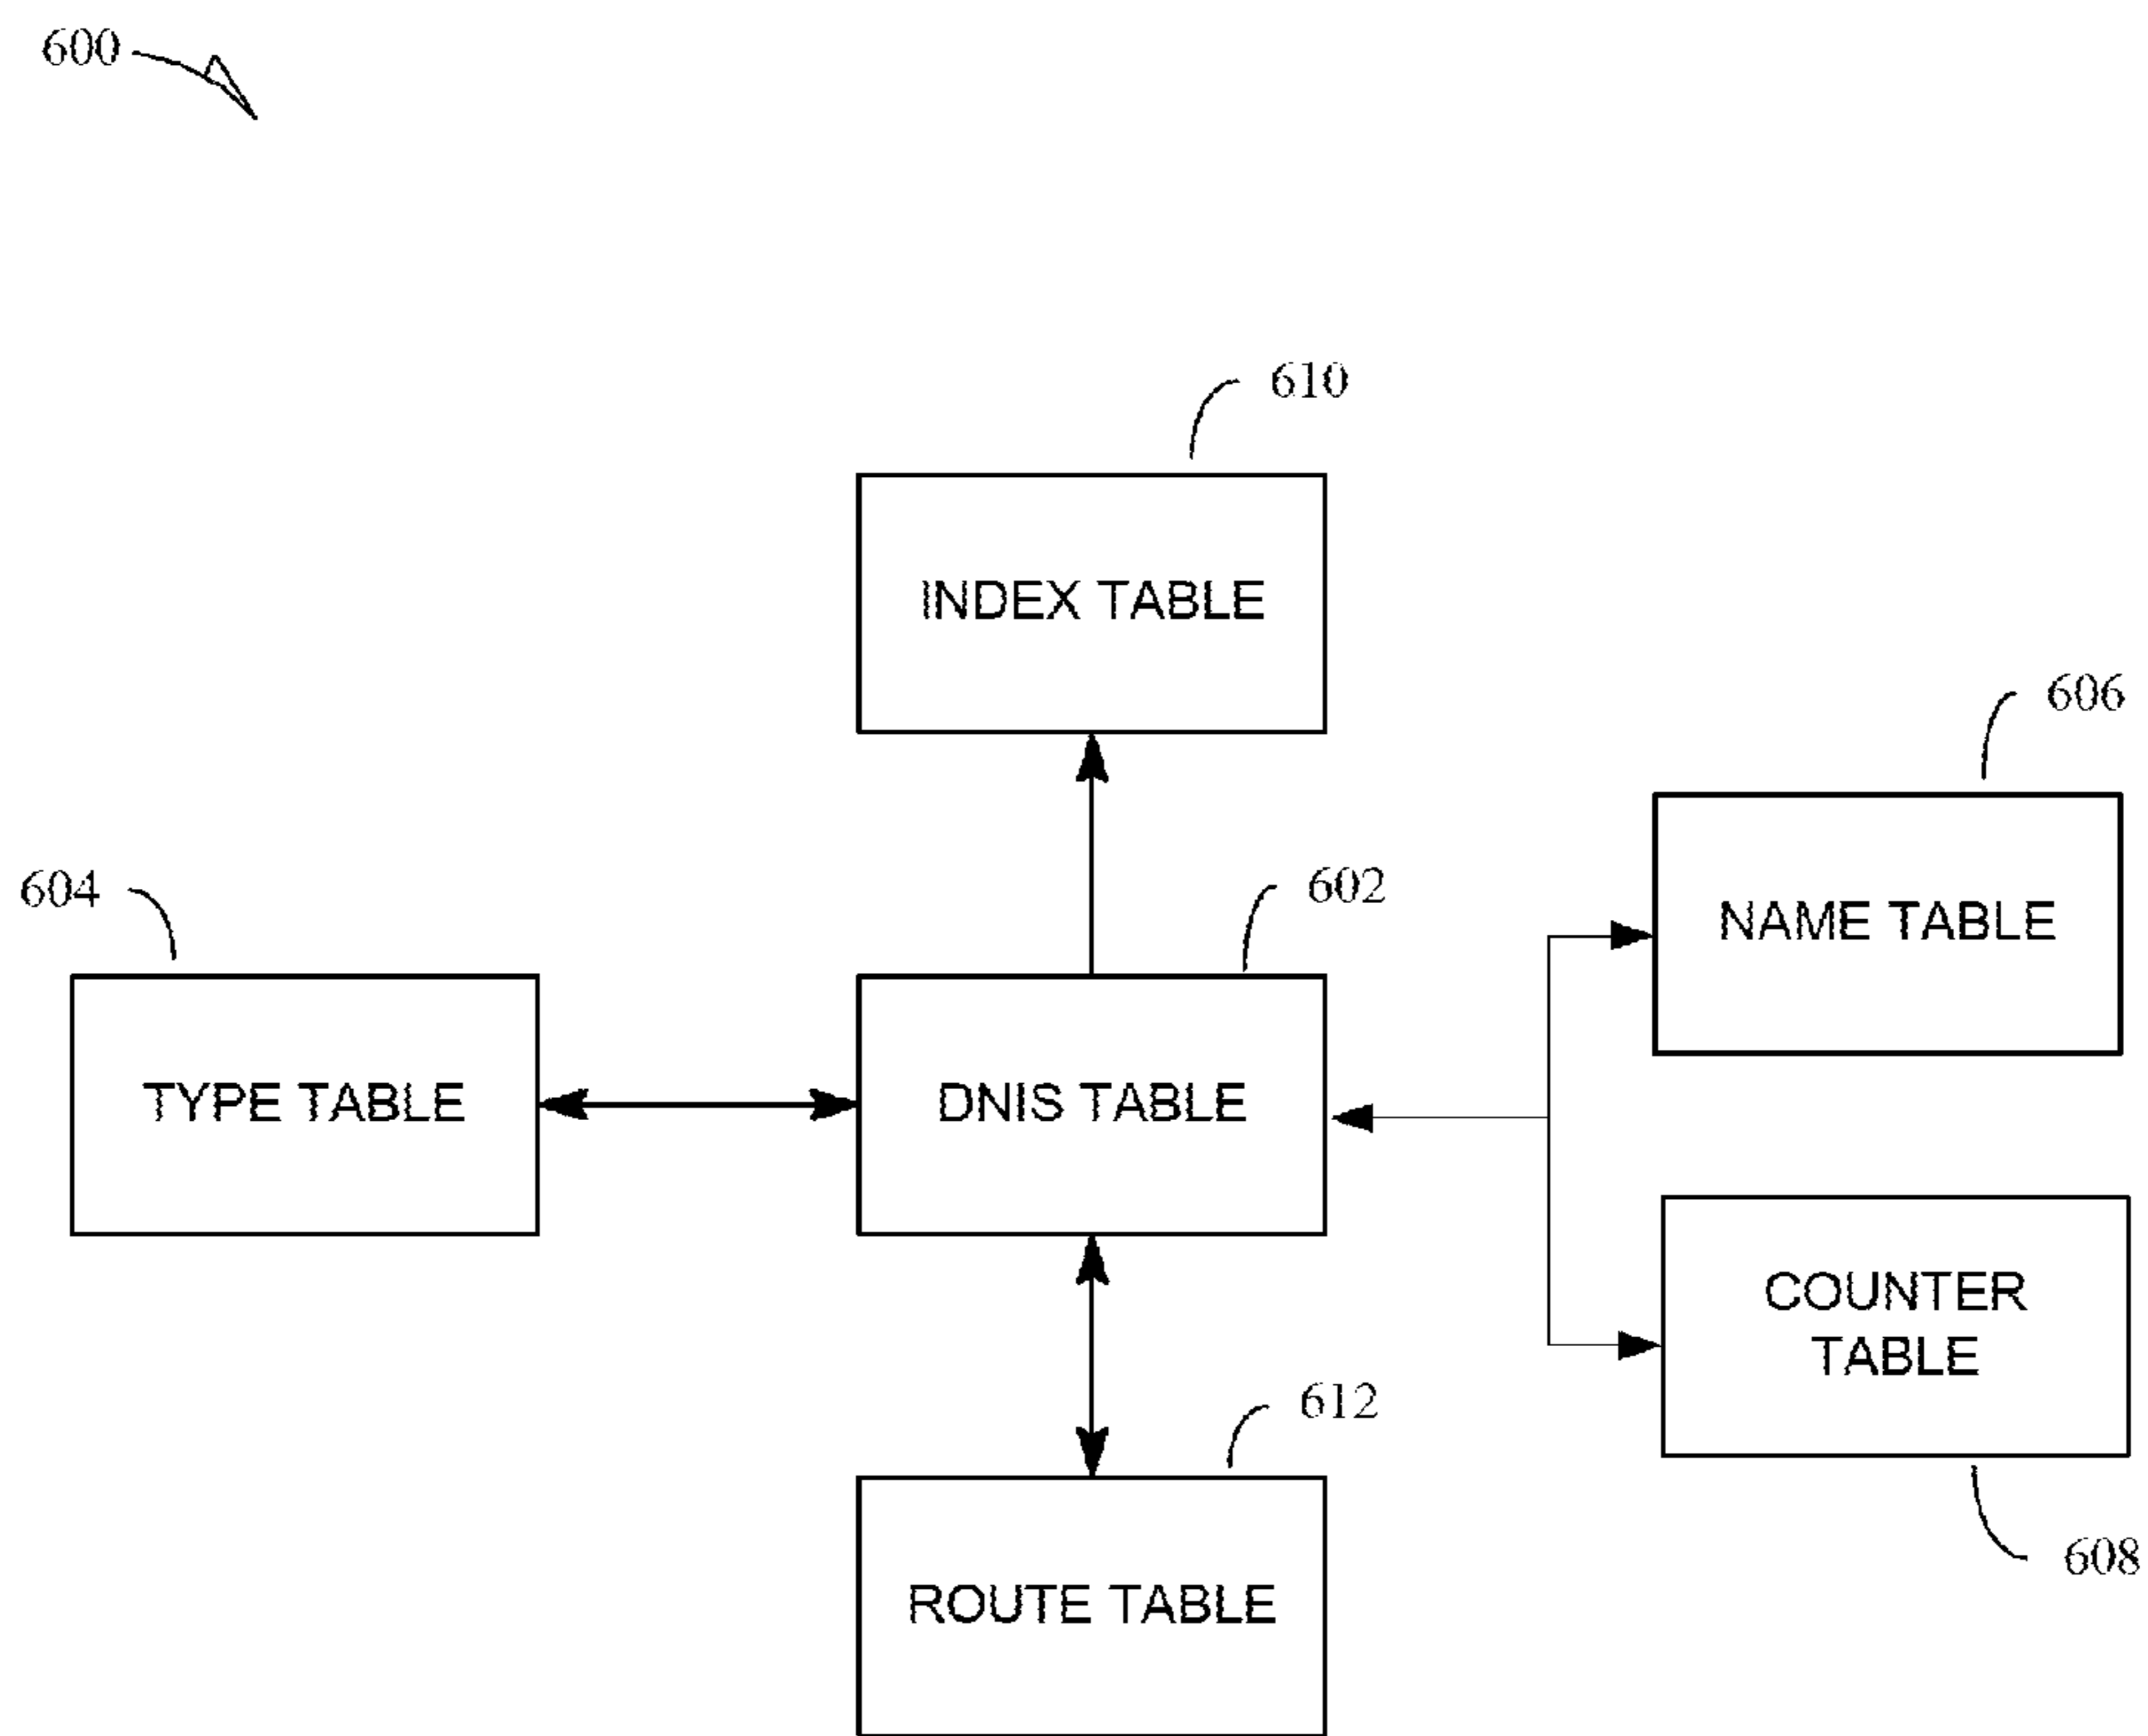 600
610
INDEX TABLE
606
NAME TABLE
604
602
TYPE TABLE
DNIS TABLE
COUNTER
TABLE
612
608
ROUTE TABLE